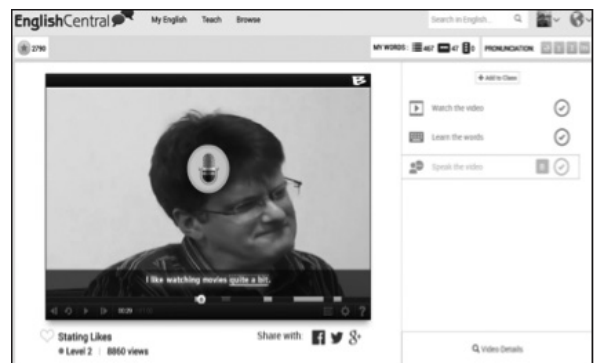 EnglishCentral My English Teach Browse Search in English...
2790 MY WORDS: 467 47 0 PRONUNCIATION:
+ Add to Class
Watch the video
Learn the words
Speak the video
I like watching movies quite a bit.
00:29
Stating Likes Share with:
Level 2 | 8860 views
Video Details